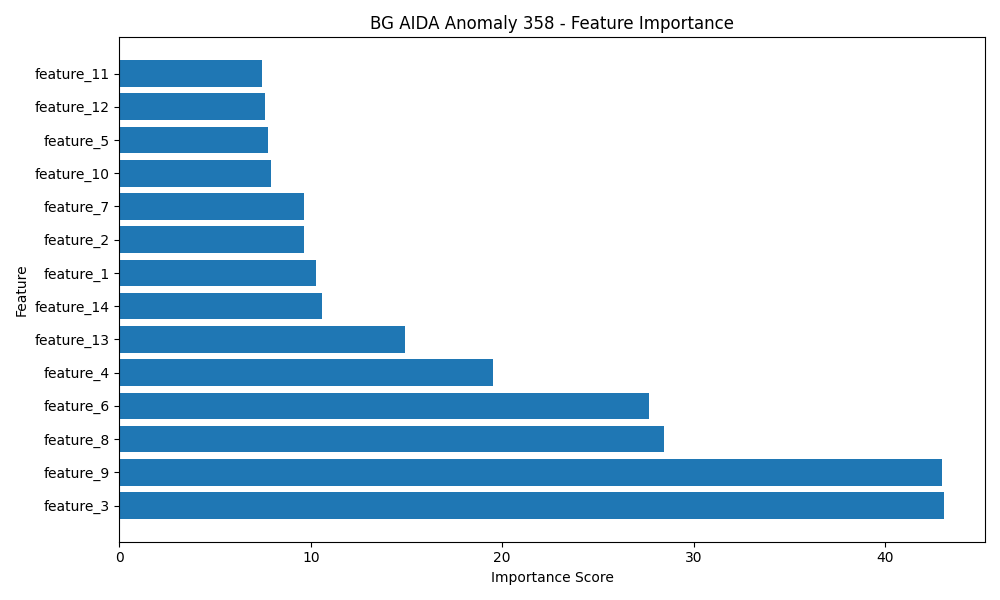 BG AIDA Anomaly 358 - Feature Importance
feature_11
feature_12
feature_5
feature_10
feature_7
feature_2
feature_1
feature_14
feature_13
feature_4
feature_6
feature_8
feature_9
feature_3
Feature
0 10 20 30 40
Importance Score